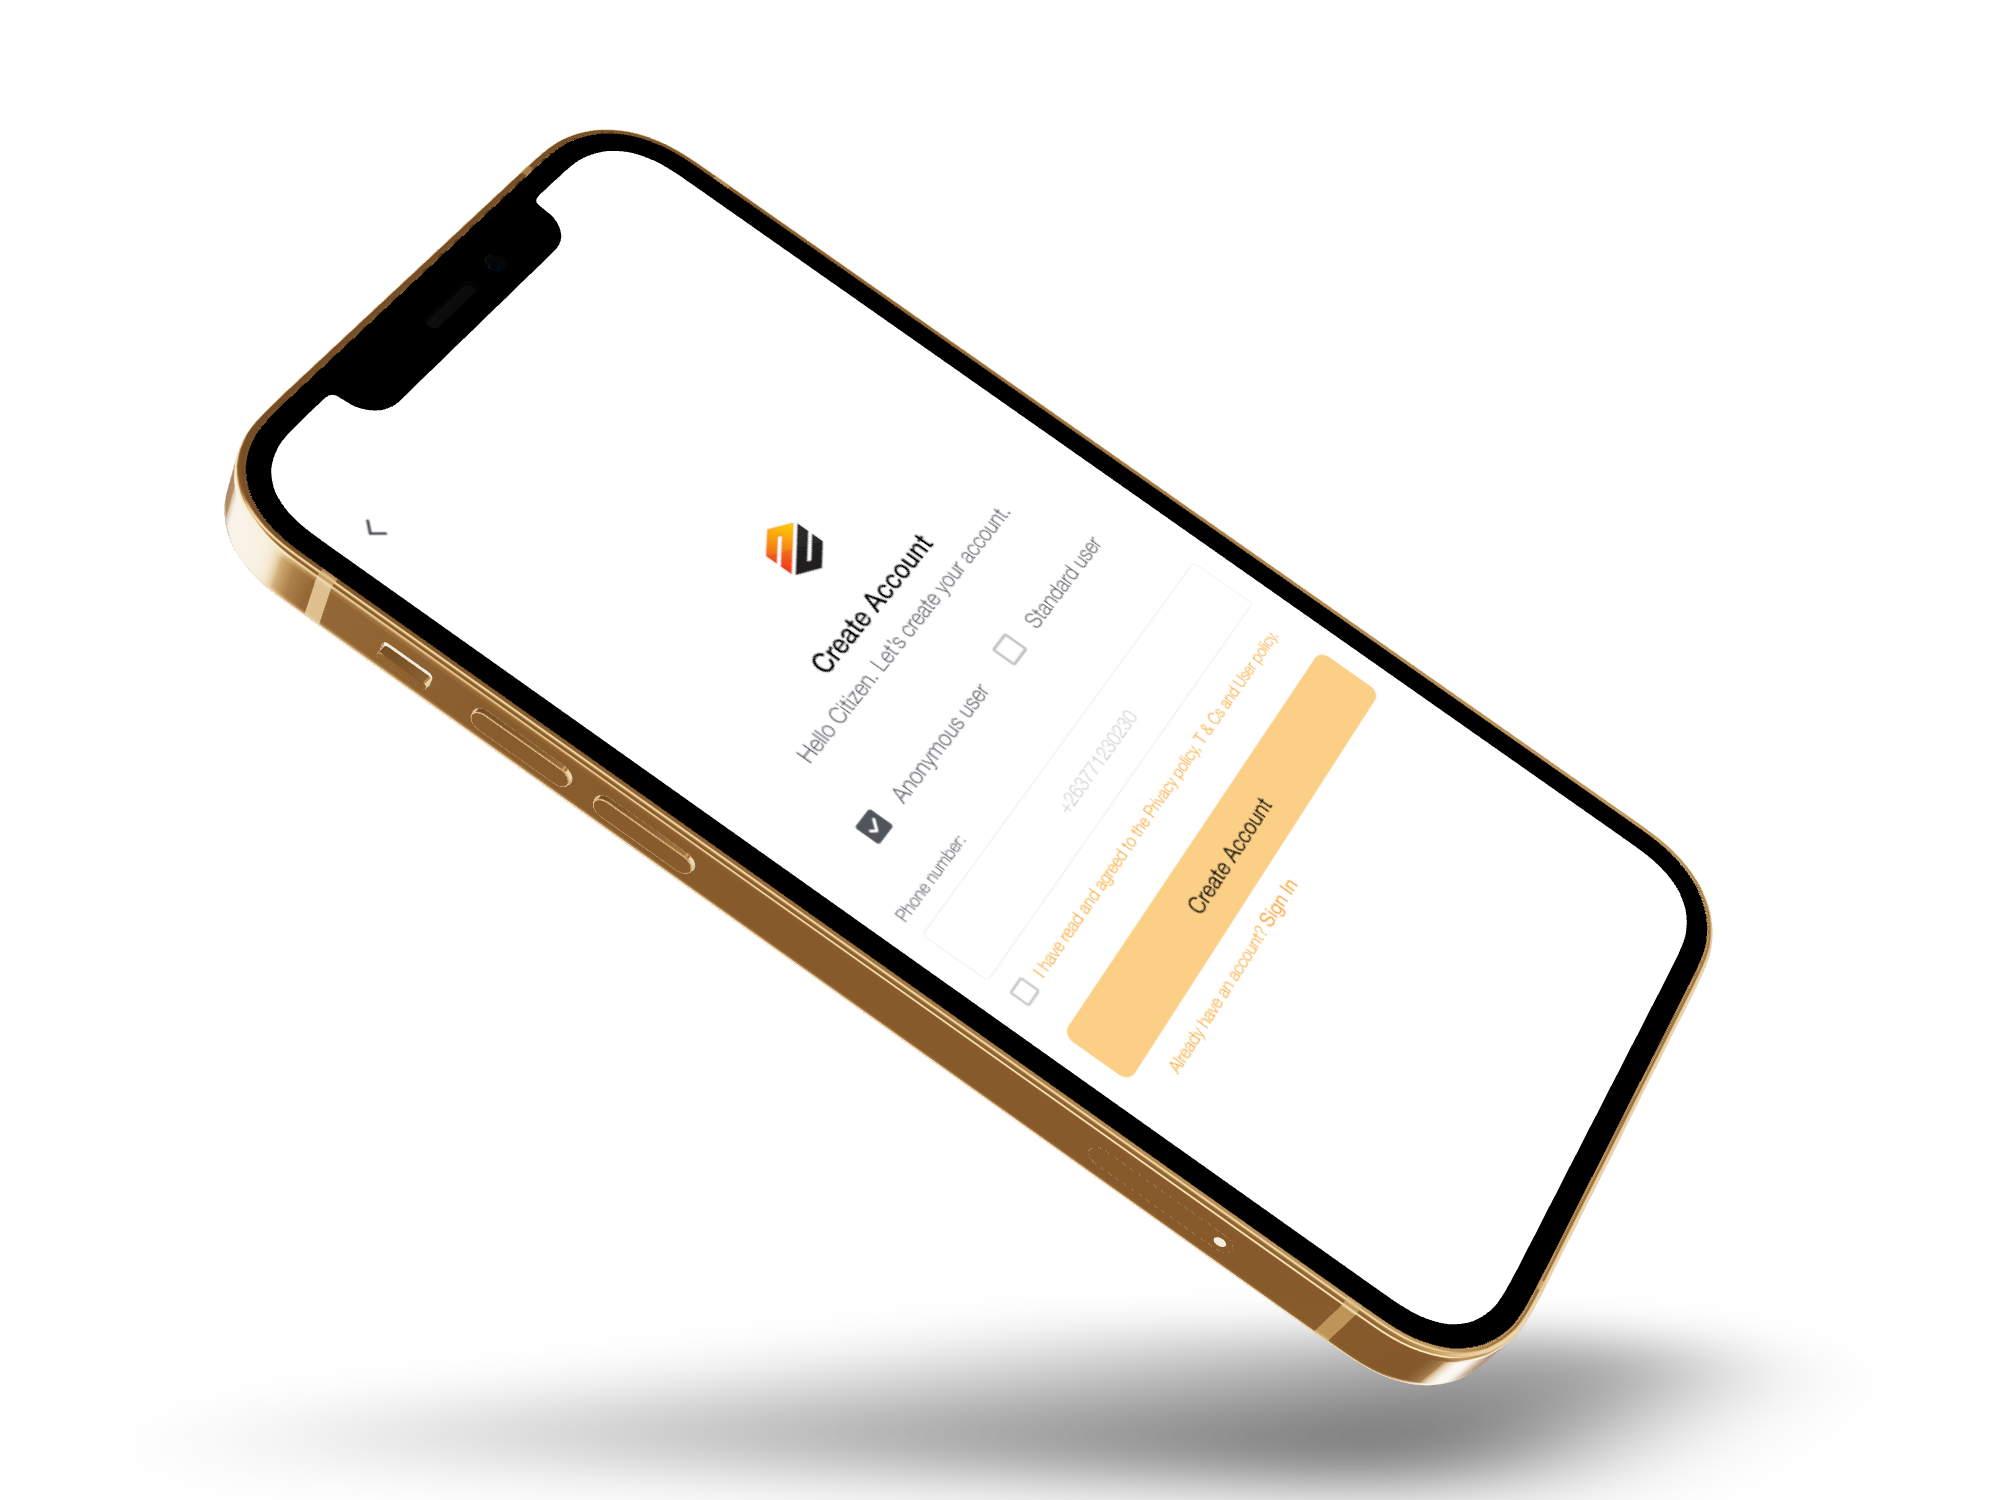 Create Account
Hello Citizen. Let's create your account.
Anonymous user Standard user
Phone number:
+263771230230
I have read and agreed to the Privacy policy, T & Cs and User policy.
Create Account
Already have an account? Sign In